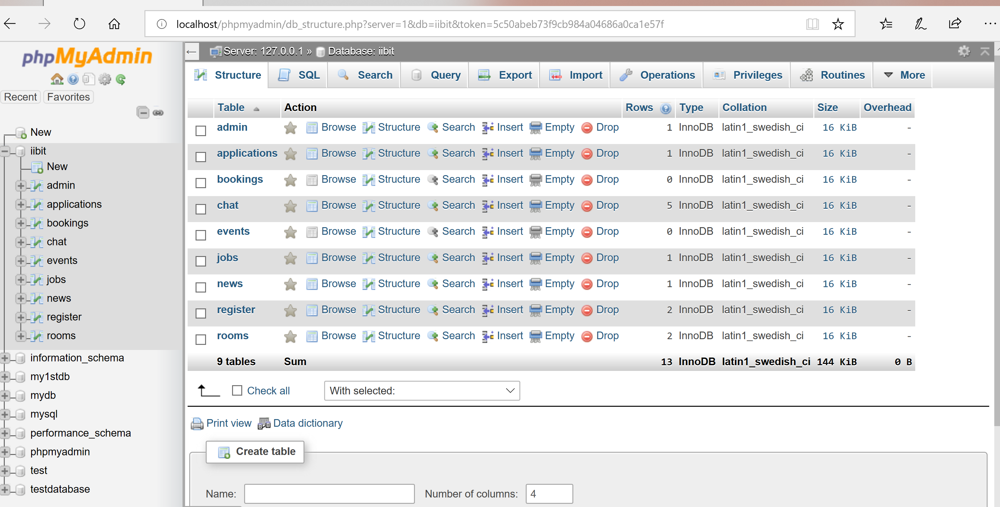 localhost/phpmyadmin/db_structure.php?server=1&db=iibit&token=5c50abeb73f9cb984a04686a0ca1e57f
phpMyAdmin
Recent Favorites
New
iibit
New
admin
applications
bookings
chat
events
jobs
news
register
rooms
information_schema
my1stdb
mydb
mysql
performance_schema
phpmyadmin
test
testdatabase
Server: 127.0.0.1 » Database: iibit
Structure SQL Search Query Export Import Operations Privileges Routines More
Table Action Rows Type Collation Size Overhead
admin Browse Structure Search Insert Empty Drop 1 InnoDB latin1_swedish_ci 16 KiB -
applications Browse Structure Search Insert Empty Drop 1 InnoDB latin1_swedish_ci 16 KiB -
bookings Browse Structure Search Insert Empty Drop 0 InnoDB latin1_swedish_ci 16 KiB -
chat Browse Structure Search Insert Empty Drop 5 InnoDB latin1_swedish_ci 16 KiB -
events Browse Structure Search Insert Empty Drop 0 InnoDB latin1_swedish_ci 16 KiB -
jobs Browse Structure Search Insert Empty Drop 1 InnoDB latin1_swedish_ci 16 KiB -
news Browse Structure Search Insert Empty Drop 1 InnoDB latin1_swedish_ci 16 KiB -
register Browse Structure Search Insert Empty Drop 2 InnoDB latin1_swedish_ci 16 KiB -
rooms Browse Structure Search Insert Empty Drop 2 InnoDB latin1_swedish_ci 16 KiB -
9 tables Sum 13 InnoDB latin1_swedish_ci 144 KiB 0 B
Check all With selected:
Print view Data dictionary
Create table
Name: Number of columns: 4